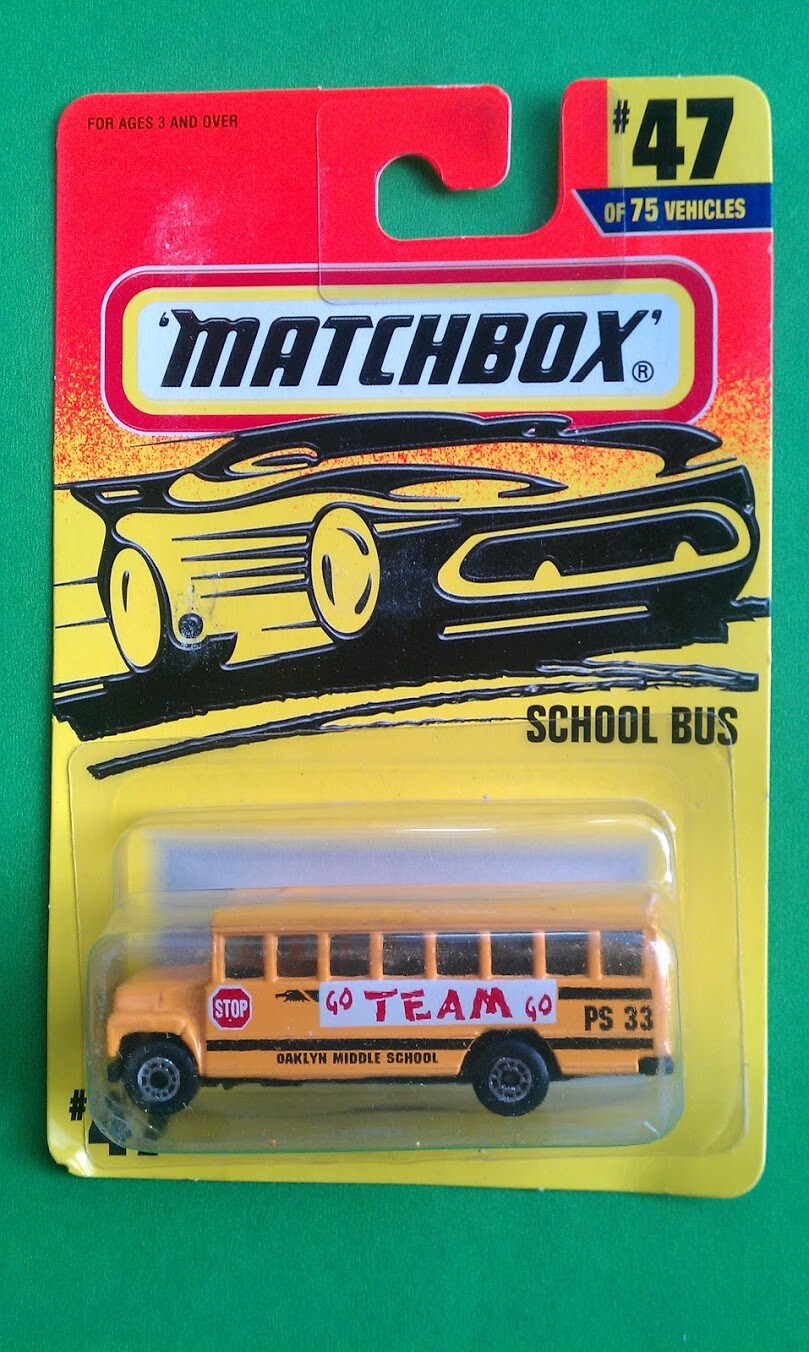 FOR AGES 3 AND OVER
#47
OF 75 VEHICLES
'MATCHBOX'®
SCHOOL BUS
STOP
GO TEAM GO
PS 33
OAKLYN MIDDLE SCHOOL
#47